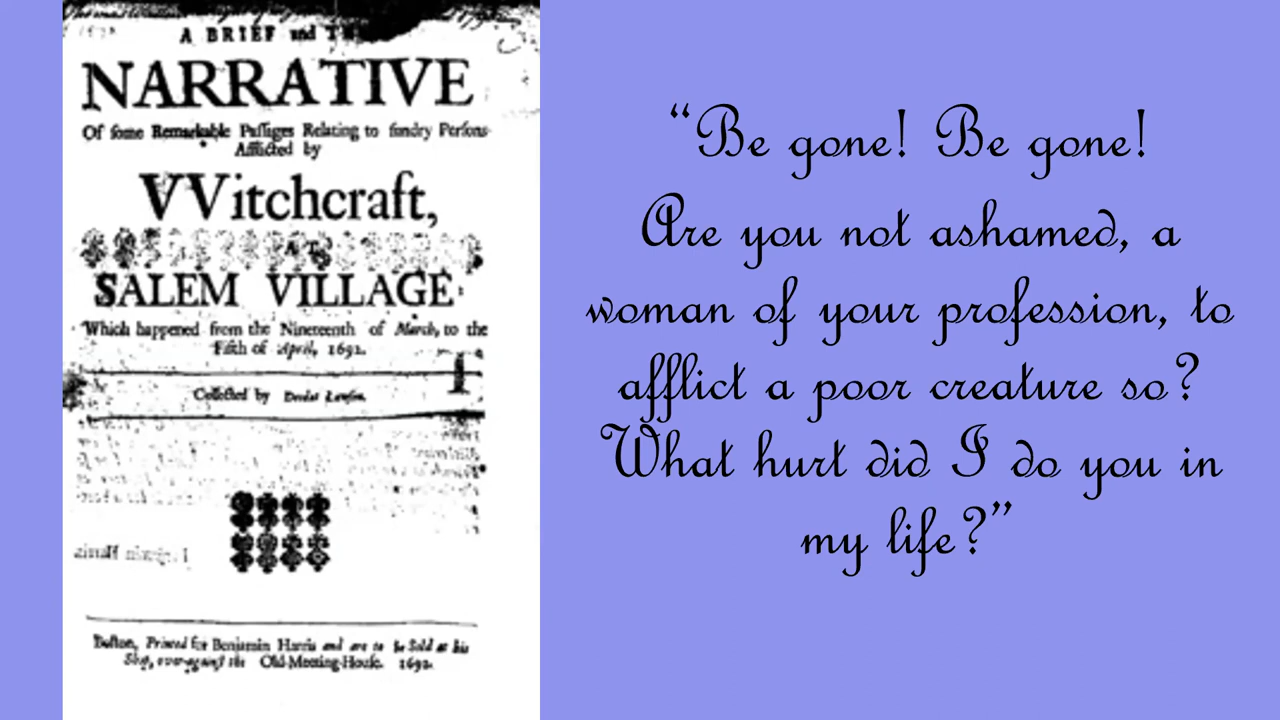 A BRIEF and
NARRATIVE
Of ſome Remarkable Paſſages Relating to ſundry Perſons
Afflicted by
VVitchcraft,
AT
SALEM VILLAGE
Which happened from the Nineteenth of March, to the
Fifth of April, 1692.
Collected by Deodat Lawſon.
Boſton, Printed for Benjamin Harris and are to be Sold at his
Shop, over-againſt the Old-Meeting-Houſe. 1692.
“Be gone! Be gone!
Are you not ashamed, a
woman of your profession, to
afflict a poor creature so?
What hurt did I do you in
my life?”